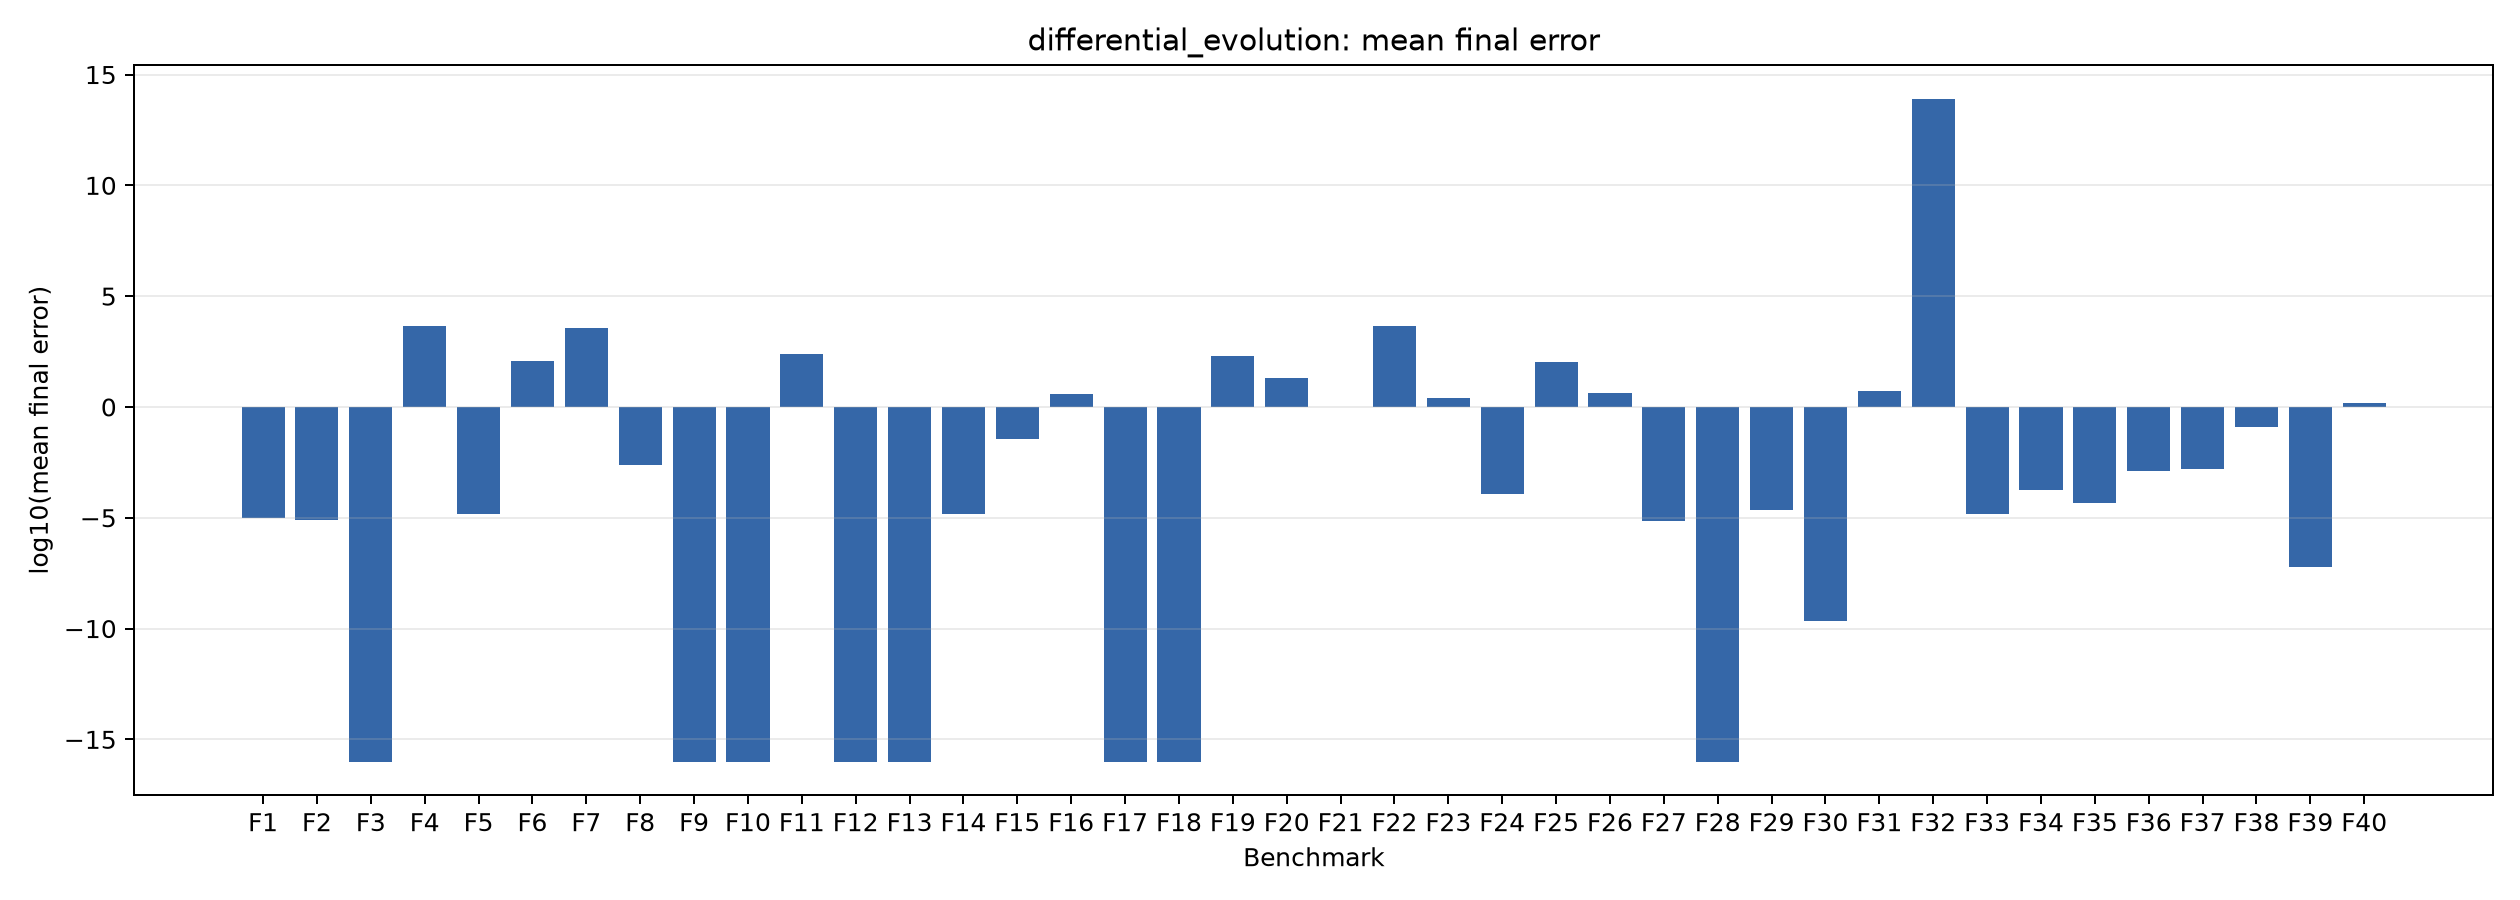 differential_evolution: mean final error
log10(mean final error)
15
10
5
0
−5
−10
−15
F1 F2 F3 F4 F5 F6 F7 F8 F9 F10 F11 F12 F13 F14 F15 F16 F17 F18 F19 F20 F21 F22 F23 F24 F25 F26 F27 F28 F29 F30 F31 F32 F33 F34 F35 F36 F37 F38 F39 F40
Benchmark